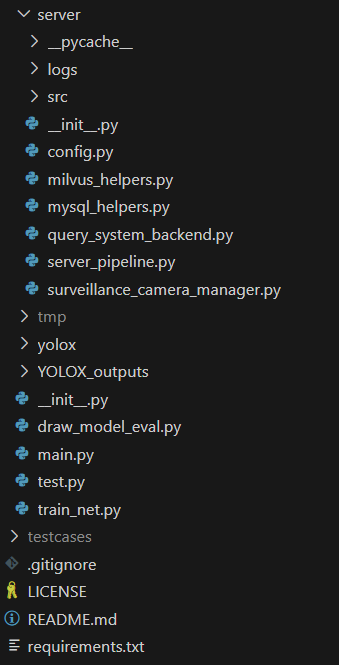 server
__pycache__
logs
src
__init__.py
config.py
milvus_helpers.py
mysql_helpers.py
query_system_backend.py
server_pipeline.py
surveillance_camera_manager.py
tmp
yolox
YOLOX_outputs
__init__.py
draw_model_eval.py
main.py
test.py
train_net.py
testcases
.gitignore
LICENSE
README.md
requirements.txt